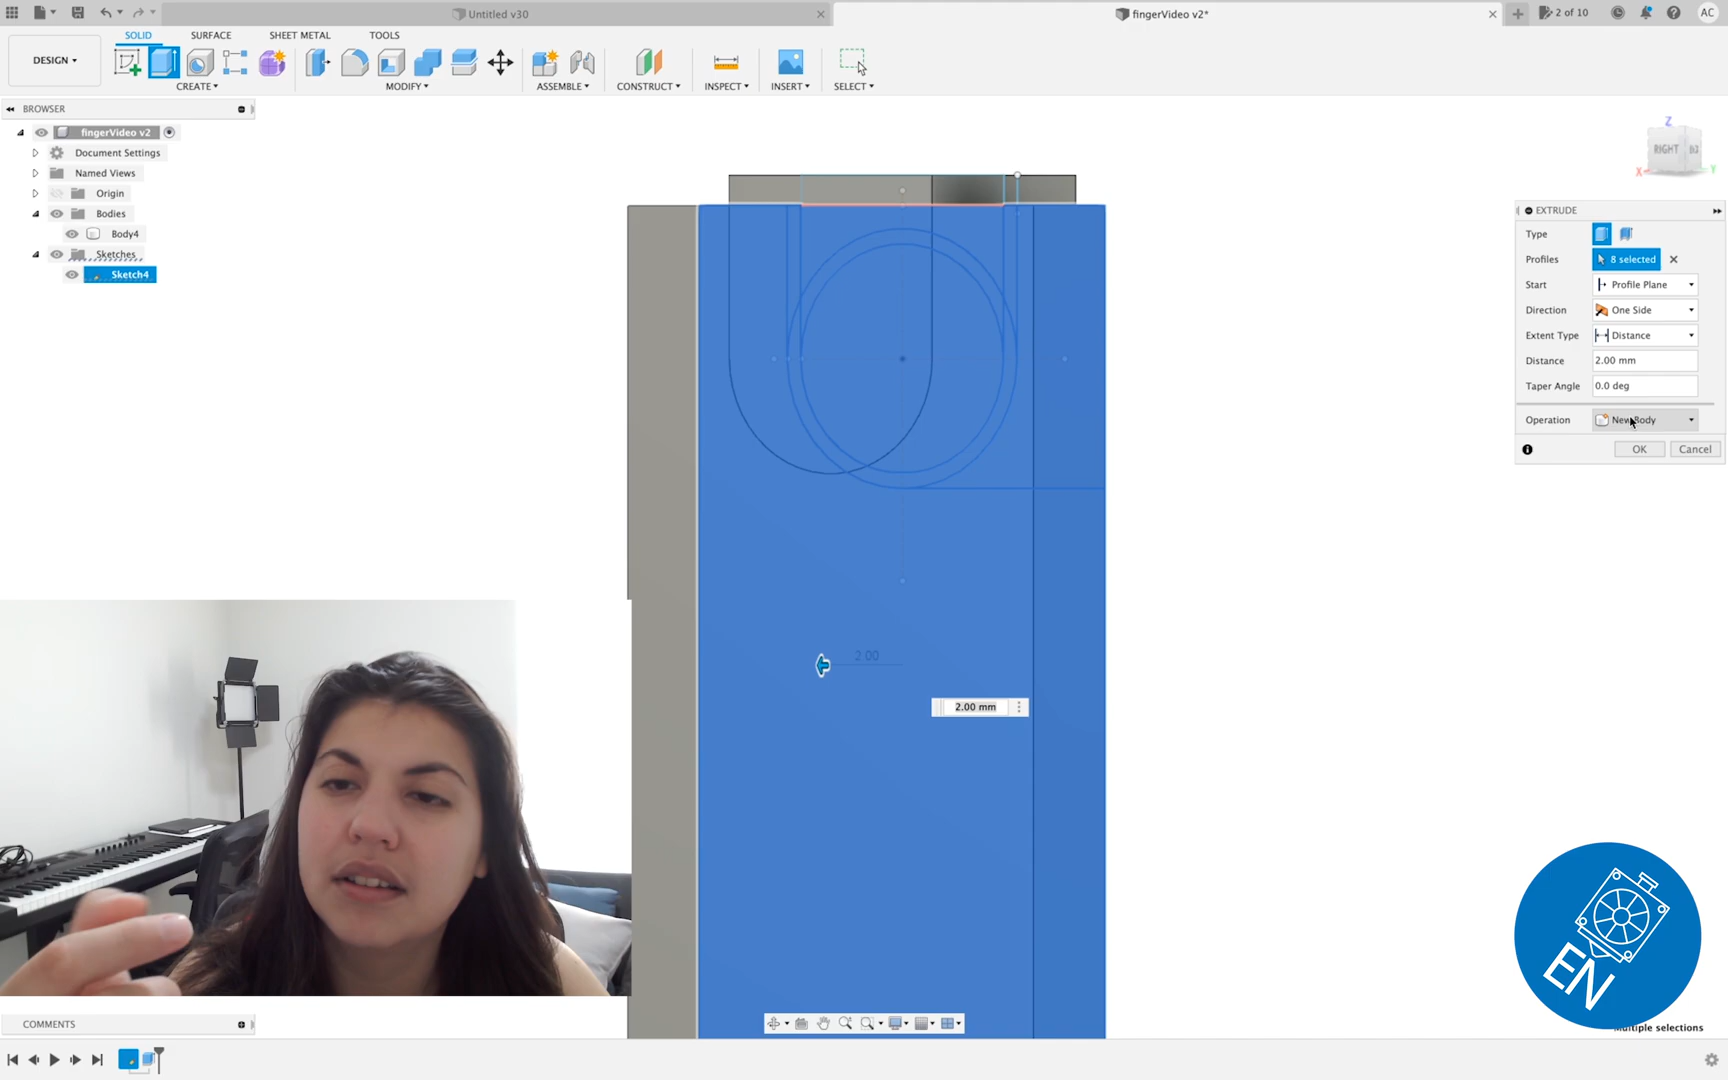 Untitled v30
fingerVideo v2*
2 of 10
AC
DESIGN
SOLID
SURFACE
SHEET METAL
TOOLS
CREATE
MODIFY
ASSEMBLE
CONSTRUCT
INSPECT
INSERT
SELECT
BROWSER
fingerVideo v2
Document Settings
Named Views
Origin
Bodies
Body4
Sketches
Sketch4
Z
RIGHT
X
Y
EXTRUDE
Type
Profiles
8 selected
Start
Profile Plane
Direction
One Side
Extent Type
Distance
Distance
2.00 mm
Taper Angle
0.0 deg
Operation
New Body
OK
Cancel
2.00
2.00 mm
EN
Multiple selections
COMMENTS